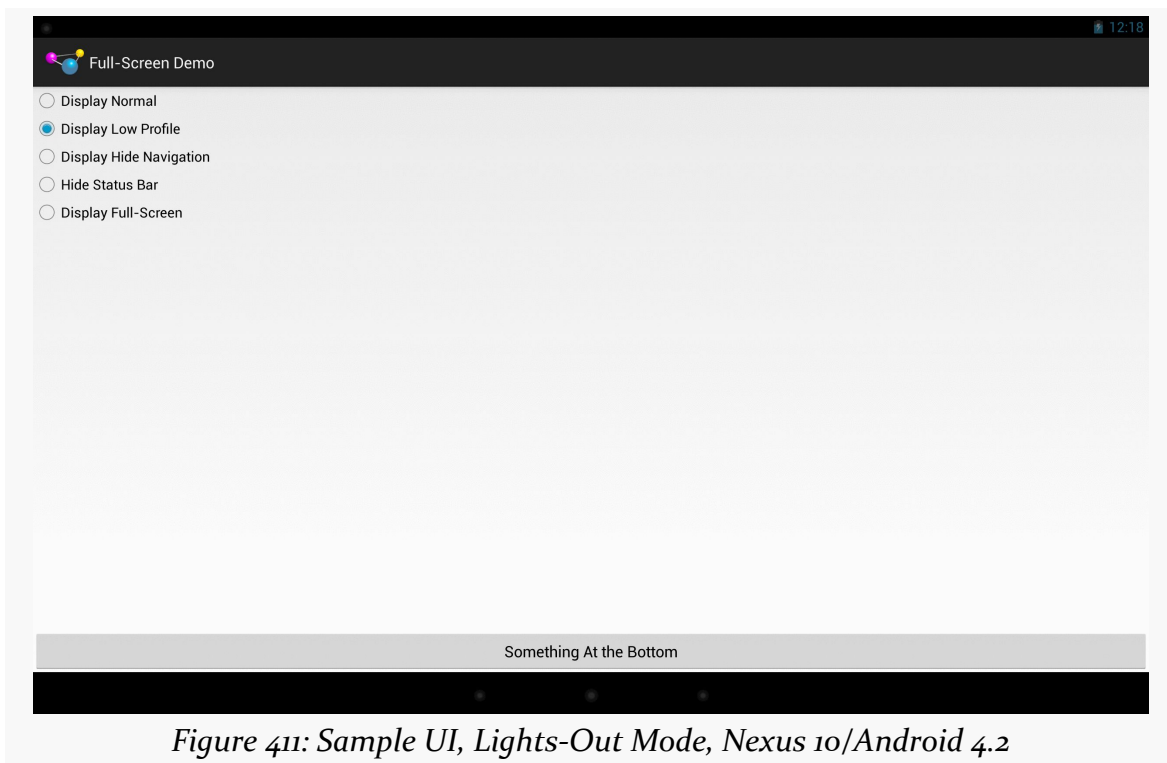 12:18
Full-Screen Demo
Display Normal
Display Low Profile
Display Hide Navigation
Hide Status Bar
Display Full-Screen
Something At the Bottom
Figure 411: Sample UI, Lights-Out Mode, Nexus 10/Android 4.2